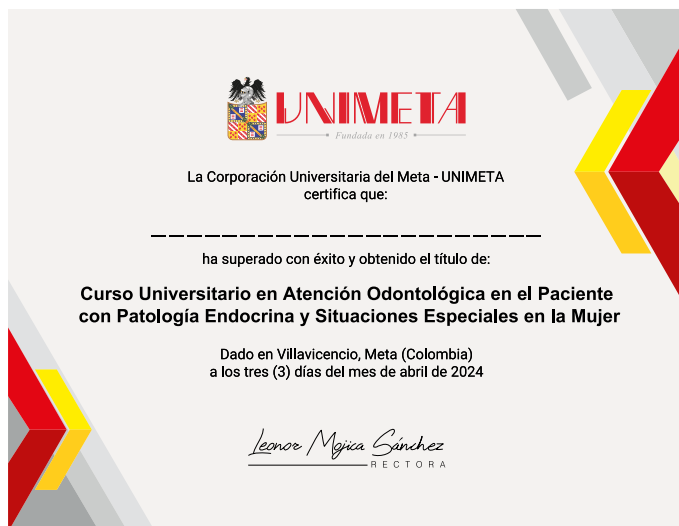 UNIMETA
Fundada en 1985
La Corporación Universitaria del Meta - UNIMETA
certifica que:
ha superado con éxito y obtenido el título de:
Curso Universitario en Atención Odontológica en el Paciente
con Patología Endocrina y Situaciones Especiales en la Mujer
Dado en Villavicencio, Meta (Colombia)
a los tres (3) días del mes de abril de 2024
Leonor Mojica Sánchez
RECTORA